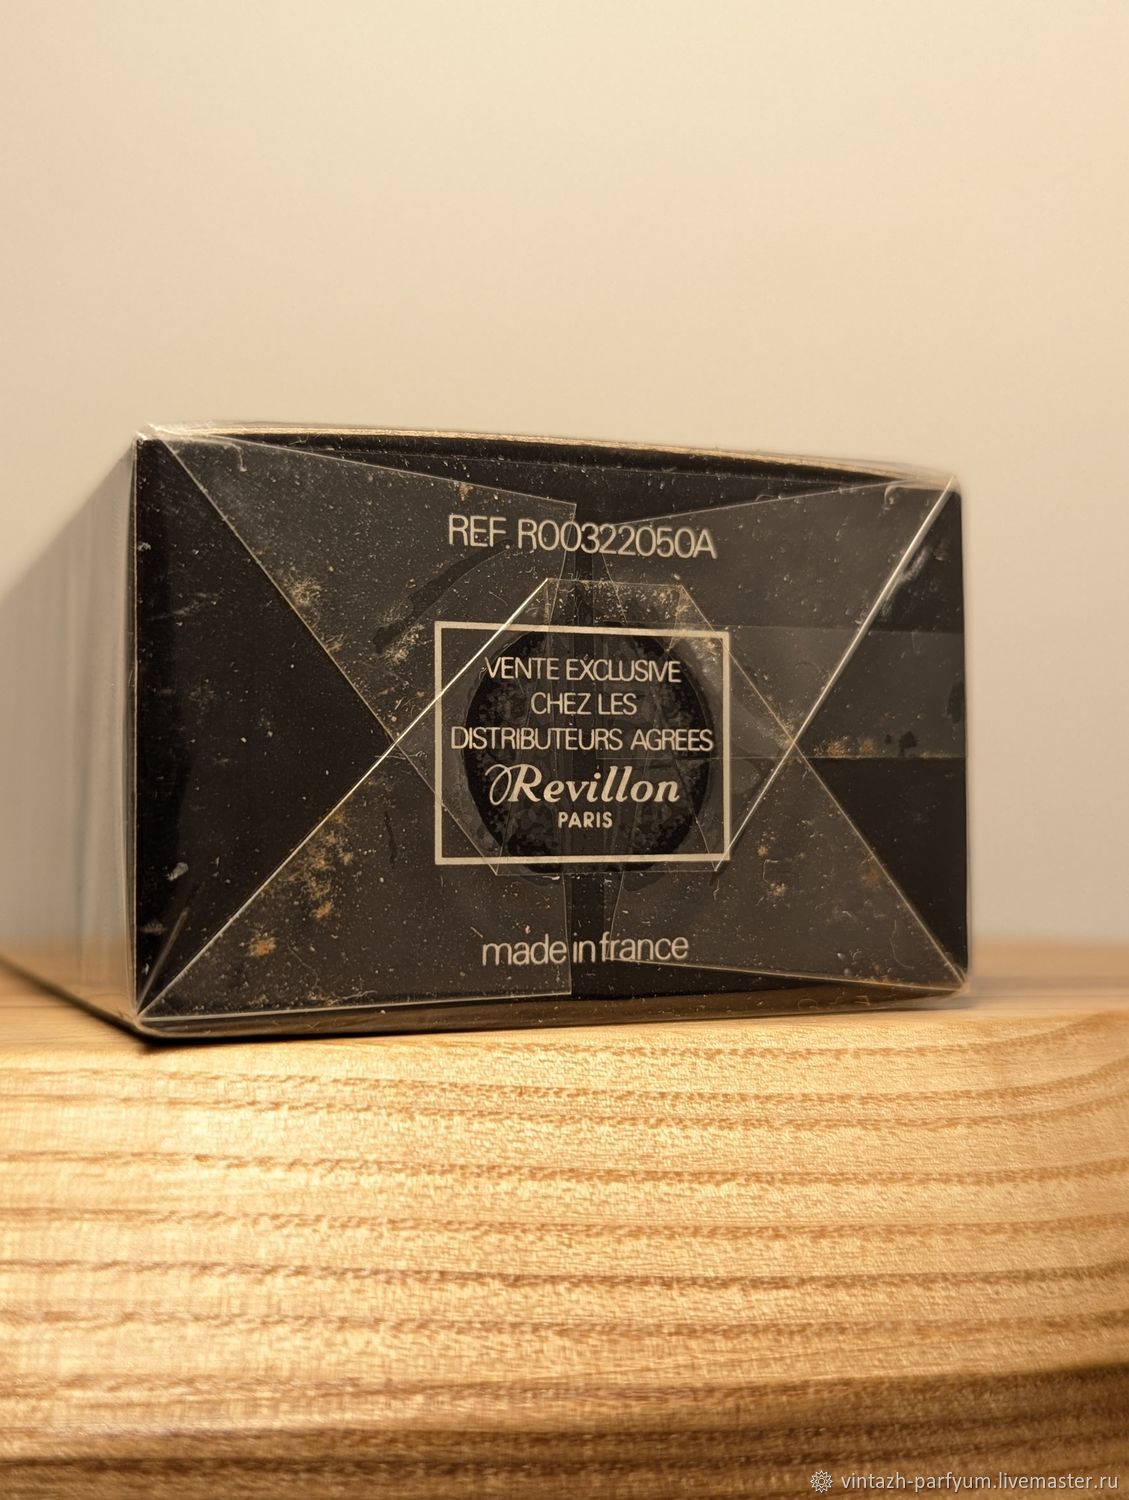 REF. R00322050A
VENTE EXCLUSIVE
CHEZ LES
DISTRIBUTEURS AGREES
Revillon
PARIS
made in france
vintazh-parfyum.livemaster.ru